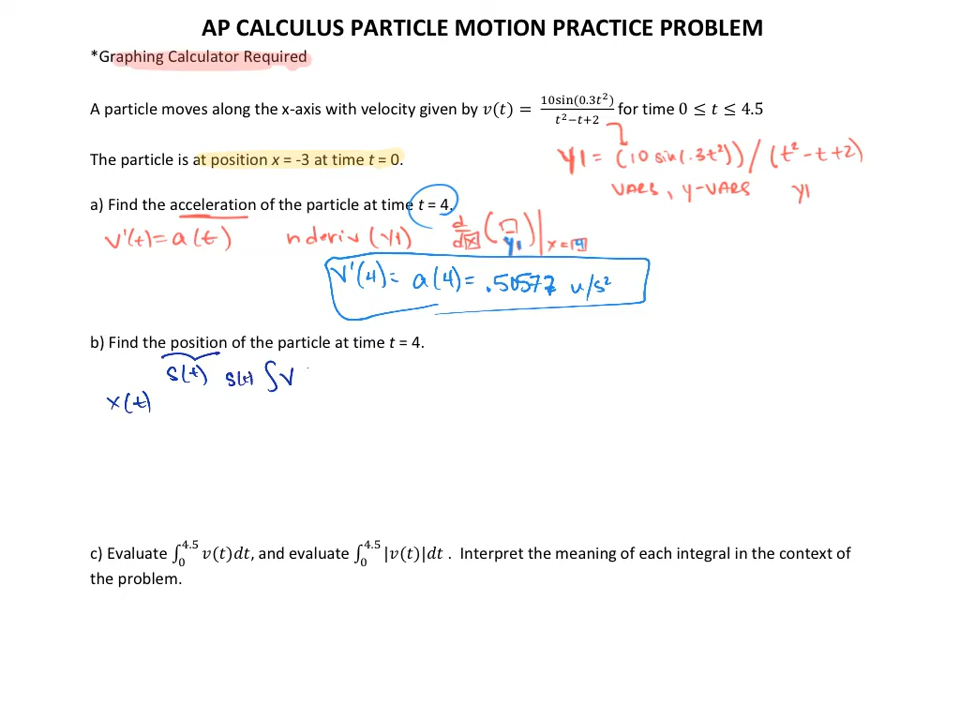 AP CALCULUS PARTICLE MOTION PRACTICE PROBLEM
*Graphing Calculator Required
A particle moves along the x-axis with velocity given by v(t) = 10sin(0.3t²)/(t²−t+2) for time 0 ≤ t ≤ 4.5
The particle is at position x = -3 at time t = 0.
y1 = (10 sin(.3t²)) / (t² - t + 2)
VARS, Y-VARS y1
a) Find the acceleration of the particle at time t = 4.
v'(t) = a(t) nderiv (y1) d/dx (y1)| x=4
v'(4) = a(4) = .50577 u/s²
b) Find the position of the particle at time t = 4.
s(t) s(t) ∫v
x(t)
c) Evaluate ∫₀^4.5 v(t)dt, and evaluate ∫₀^4.5 |v(t)|dt . Interpret the meaning of each integral in the context of
the problem.